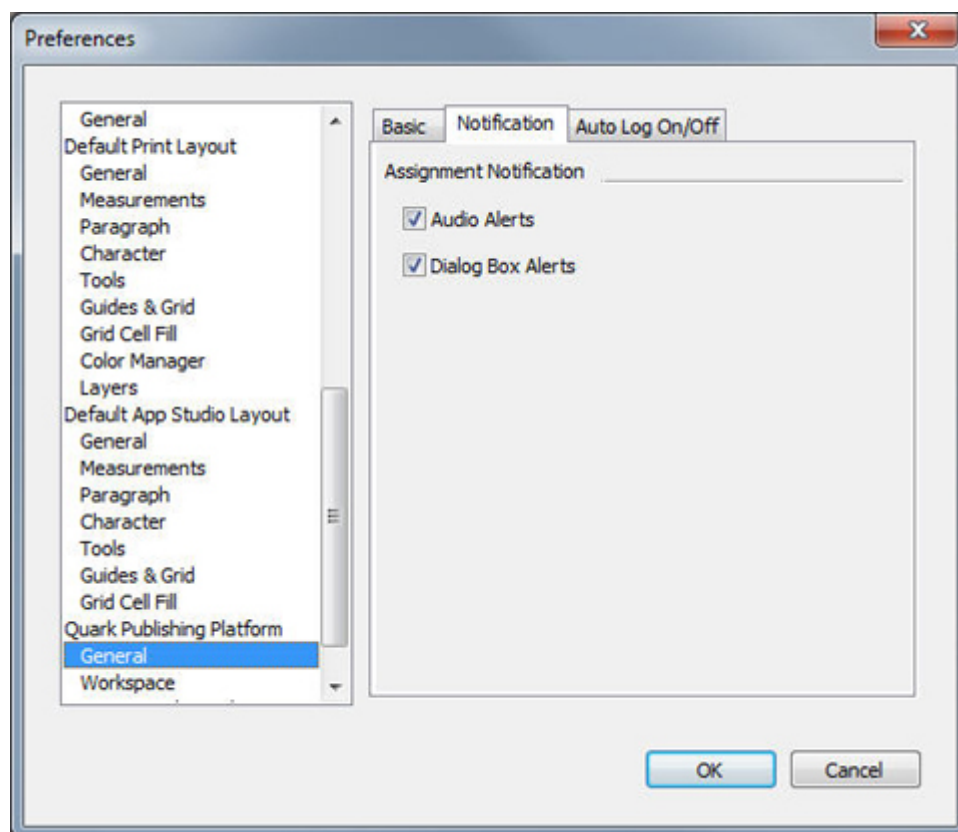 Preferences
General
Default Print Layout
General
Measurements
Paragraph
Character
Tools
Guides & Grid
Grid Cell Fill
Color Manager
Layers
Default App Studio Layout
General
Measurements
Paragraph
Character
Tools
Guides & Grid
Grid Cell Fill
Quark Publishing Platform
General
Workspace
Basic Notification Auto Log On/Off
Assignment Notification
Audio Alerts
Dialog Box Alerts
OK Cancel